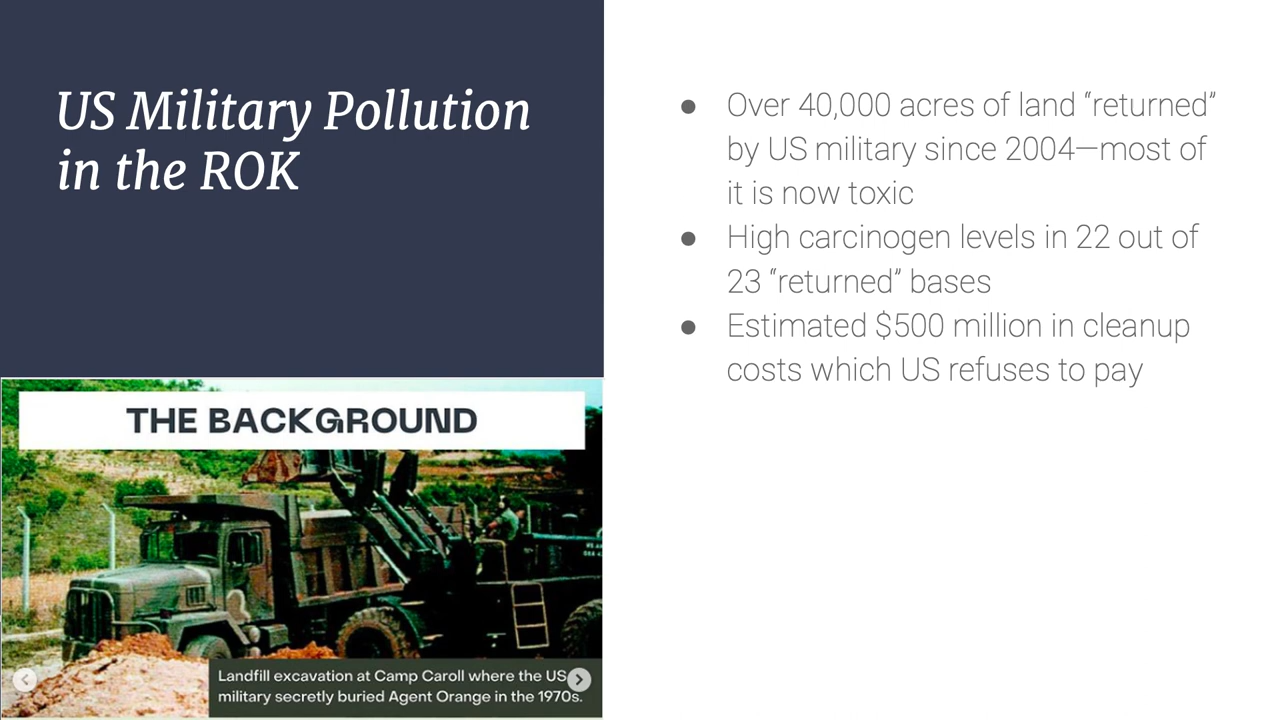 US Military Pollution
in the ROK
Over 40,000 acres of land “returned”
by US military since 2004—most of
it is now toxic
High carcinogen levels in 22 out of
23 “returned” bases
Estimated $500 million in cleanup
costs which US refuses to pay
THE BACKGROUND
Landfill excavation at Camp Caroll where the US
military secretly buried Agent Orange in the 1970s.